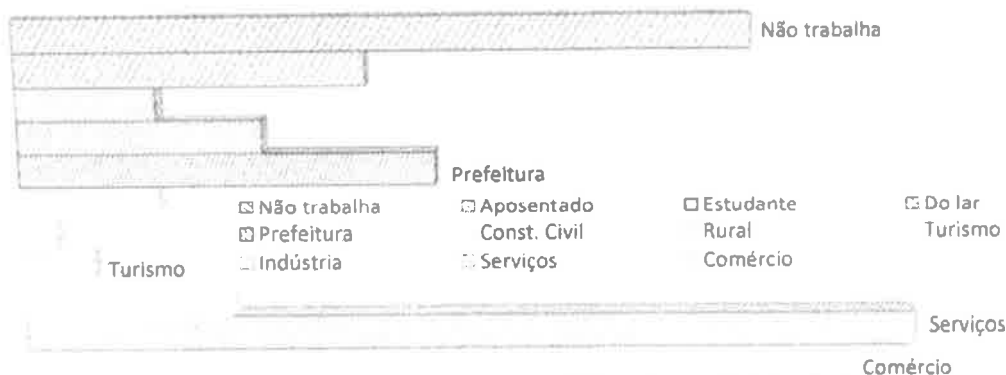 Não trabalha
Prefeitura
Não trabalha Aposentado Estudante Do lar
Prefeitura Const. Civil Rural Turismo
Indústria Serviços Comércio
Turismo
Serviços
Comércio